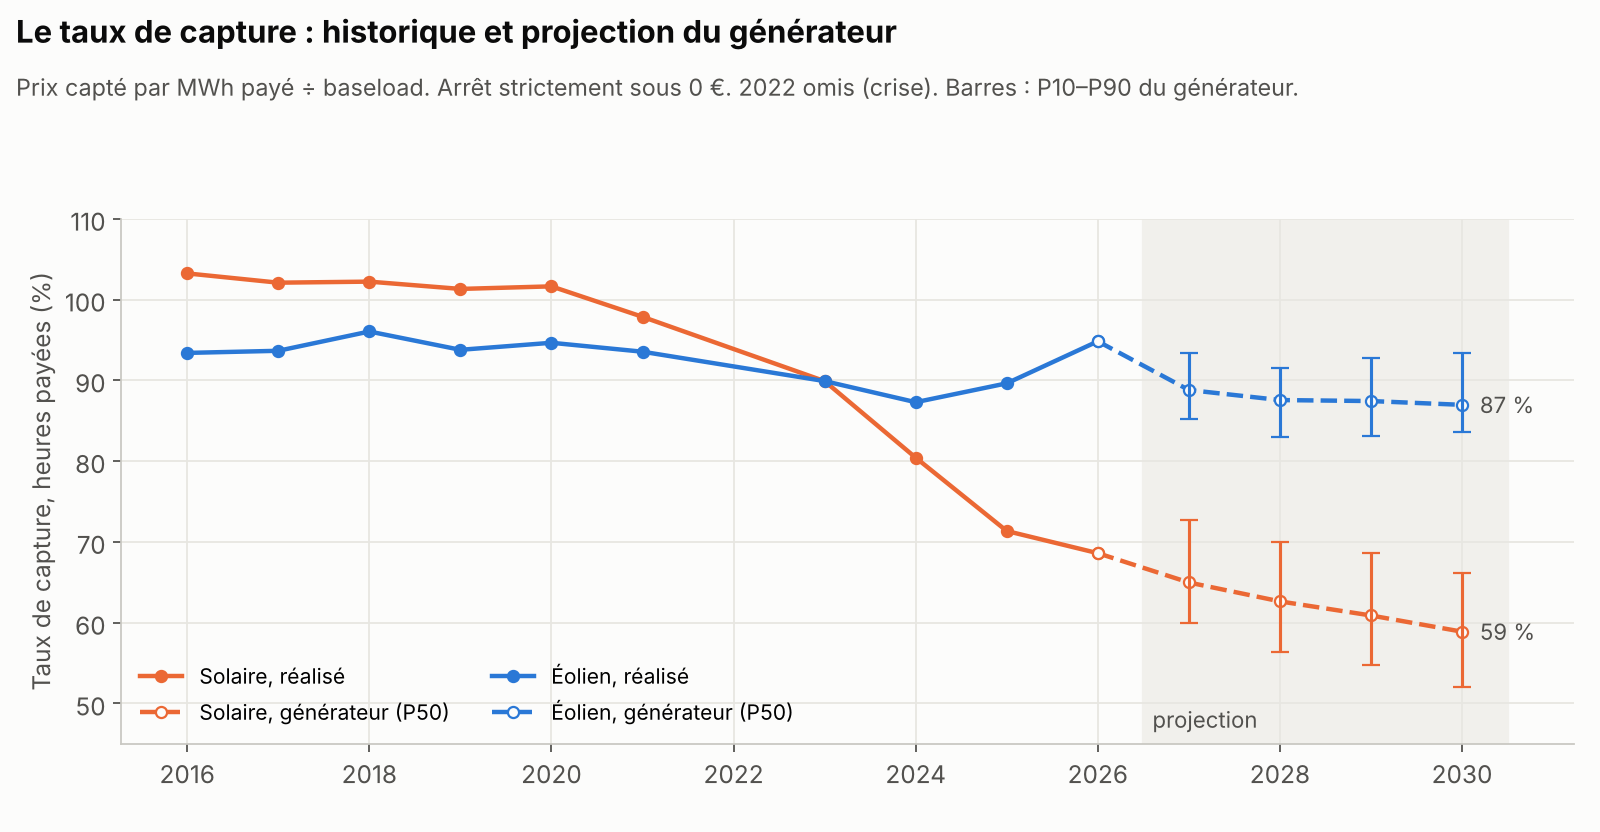 Le taux de capture : historique et projection du générateur
Prix capté par MWh payé ÷ baseload. Arrêt strictement sous 0 €. 2022 omis (crise). Barres : P10–P90 du générateur.
Taux de capture, heures payées (%)
110
100
90
80
70
60
50
87 %
59 %
Solaire, réalisé
Éolien, réalisé
Solaire, générateur (P50)
Éolien, générateur (P50)
projection
2016 2018 2020 2022 2024 2026 2028 2030